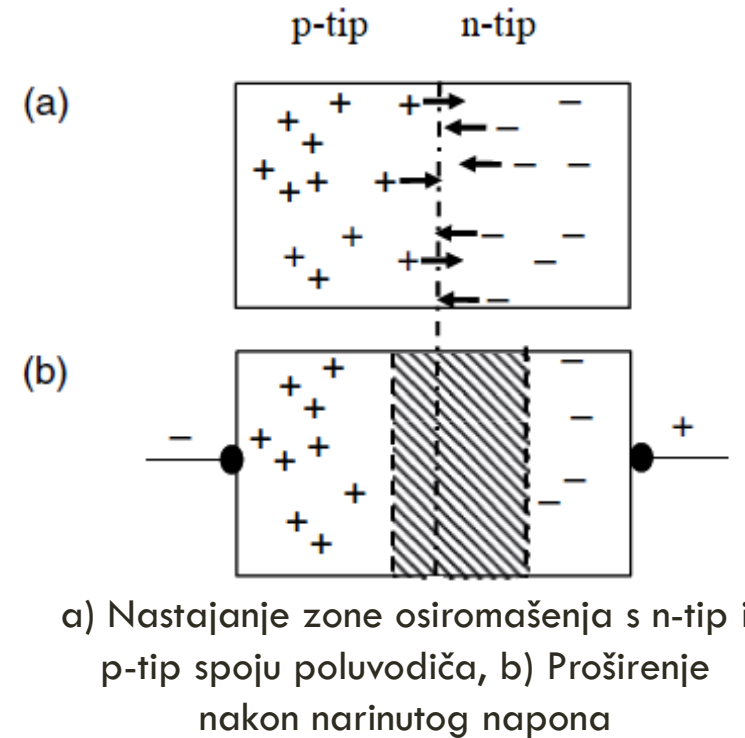 p-tip n-tip
(a)
+ + + + + + + + + + + + +
− − − − − − − − −
(b)
− +
+ + + + + + + + +
− − − −
a) Nastajanje zone osiromašenja s n-tip i
p-tip spoju poluvodiča, b) Proširenje
nakon narinutog napona